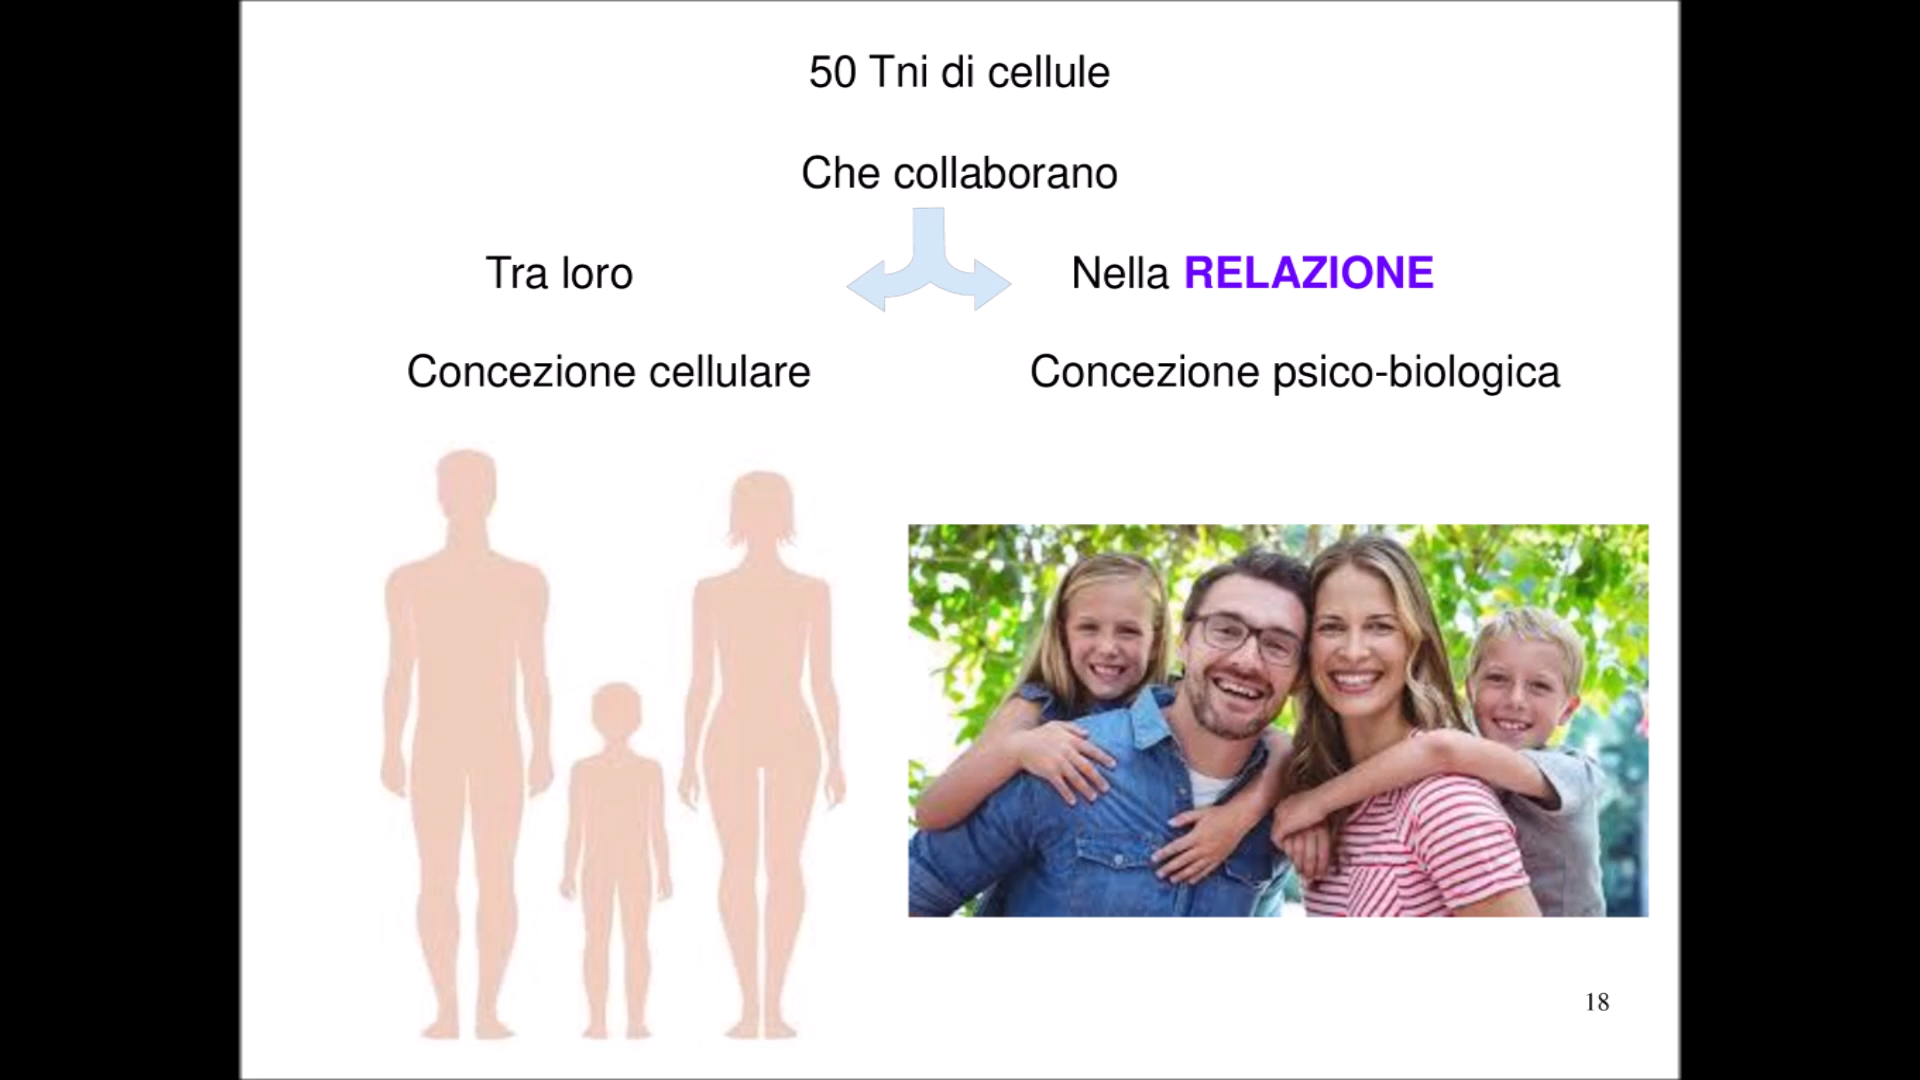 50 Tni di cellule
Che collaborano
Tra loro
Nella RELAZIONE
Concezione cellulare
Concezione psico-biologica
18